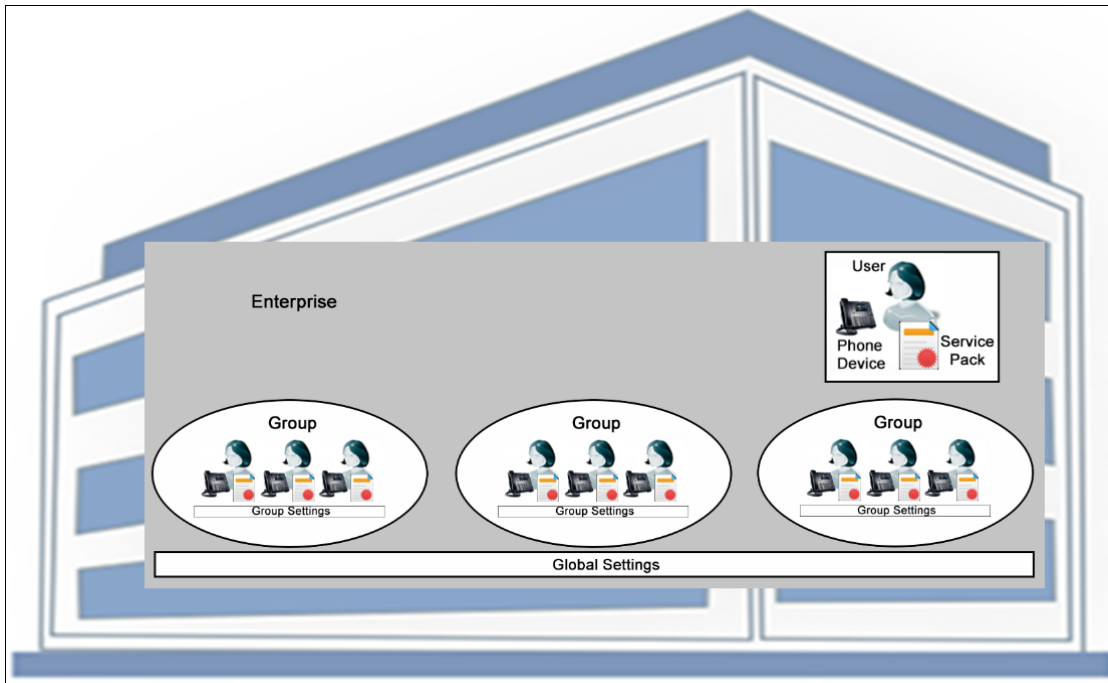 User
Enterprise
Phone
Device
Service
Pack
Group
Group Settings
Group
Group Settings
Group
Group Settings
Global Settings